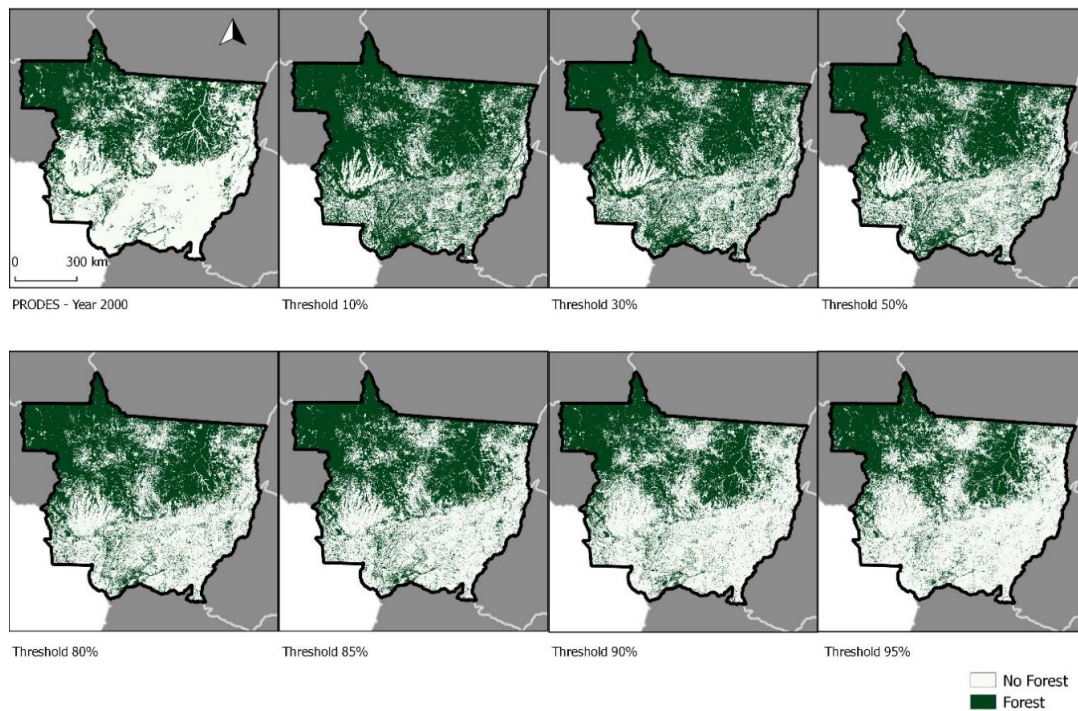 0 300 km
PRODES - Year 2000
Threshold 10%
Threshold 30%
Threshold 50%
Threshold 80%
Threshold 85%
Threshold 90%
Threshold 95%
No Forest
Forest